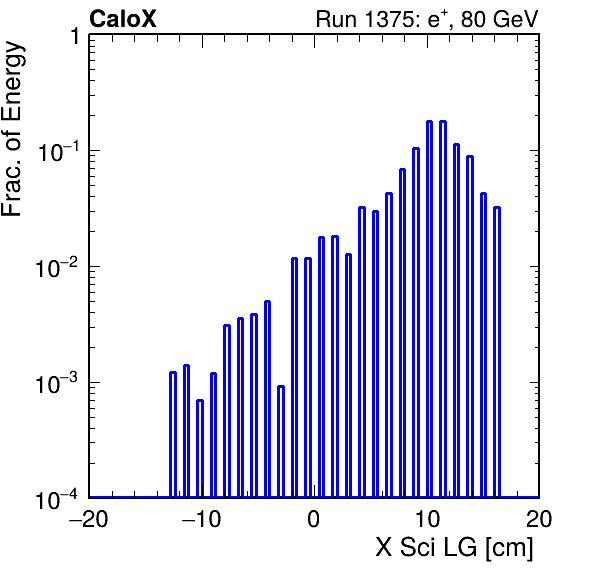 CaloX
Run 1375: e⁺, 80 GeV
Frac. of Energy
1
10⁻¹
10⁻²
10⁻³
10⁻⁴
−20
−10
0
10
20
X Sci LG [cm]